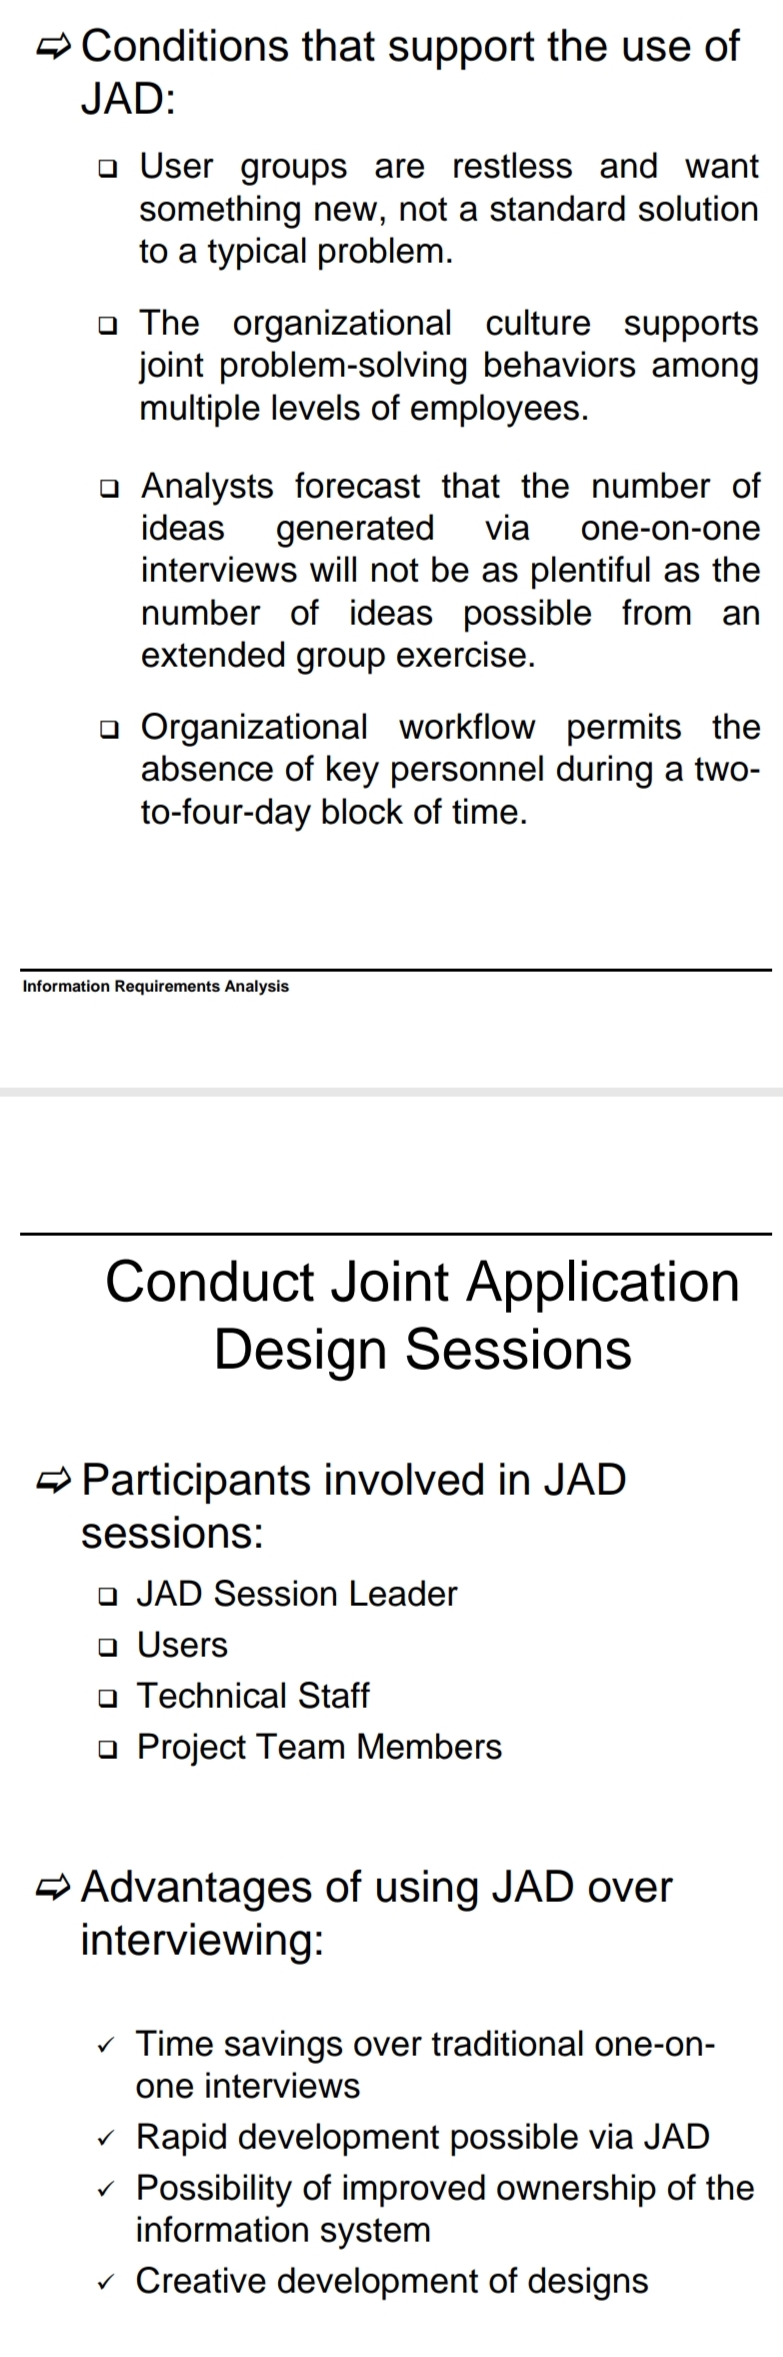 ⇨ Conditions that support the use of
JAD:
❑ User groups are restless and want
something new, not a standard solution
to a typical problem.
❑ The organizational culture supports
joint problem-solving behaviors among
multiple levels of employees.
❑ Analysts forecast that the number of
ideas generated via one-on-one
interviews will not be as plentiful as the
number of ideas possible from an
extended group exercise.
❑ Organizational workflow permits the
absence of key personnel during a two-
to-four-day block of time.
Information Requirements Analysis
Conduct Joint Application
Design Sessions
⇨ Participants involved in JAD
sessions:
❑ JAD Session Leader
❑ Users
❑ Technical Staff
❑ Project Team Members
⇨ Advantages of using JAD over
interviewing:
✓ Time savings over traditional one-on-
one interviews
✓ Rapid development possible via JAD
✓ Possibility of improved ownership of the
information system
✓ Creative development of designs